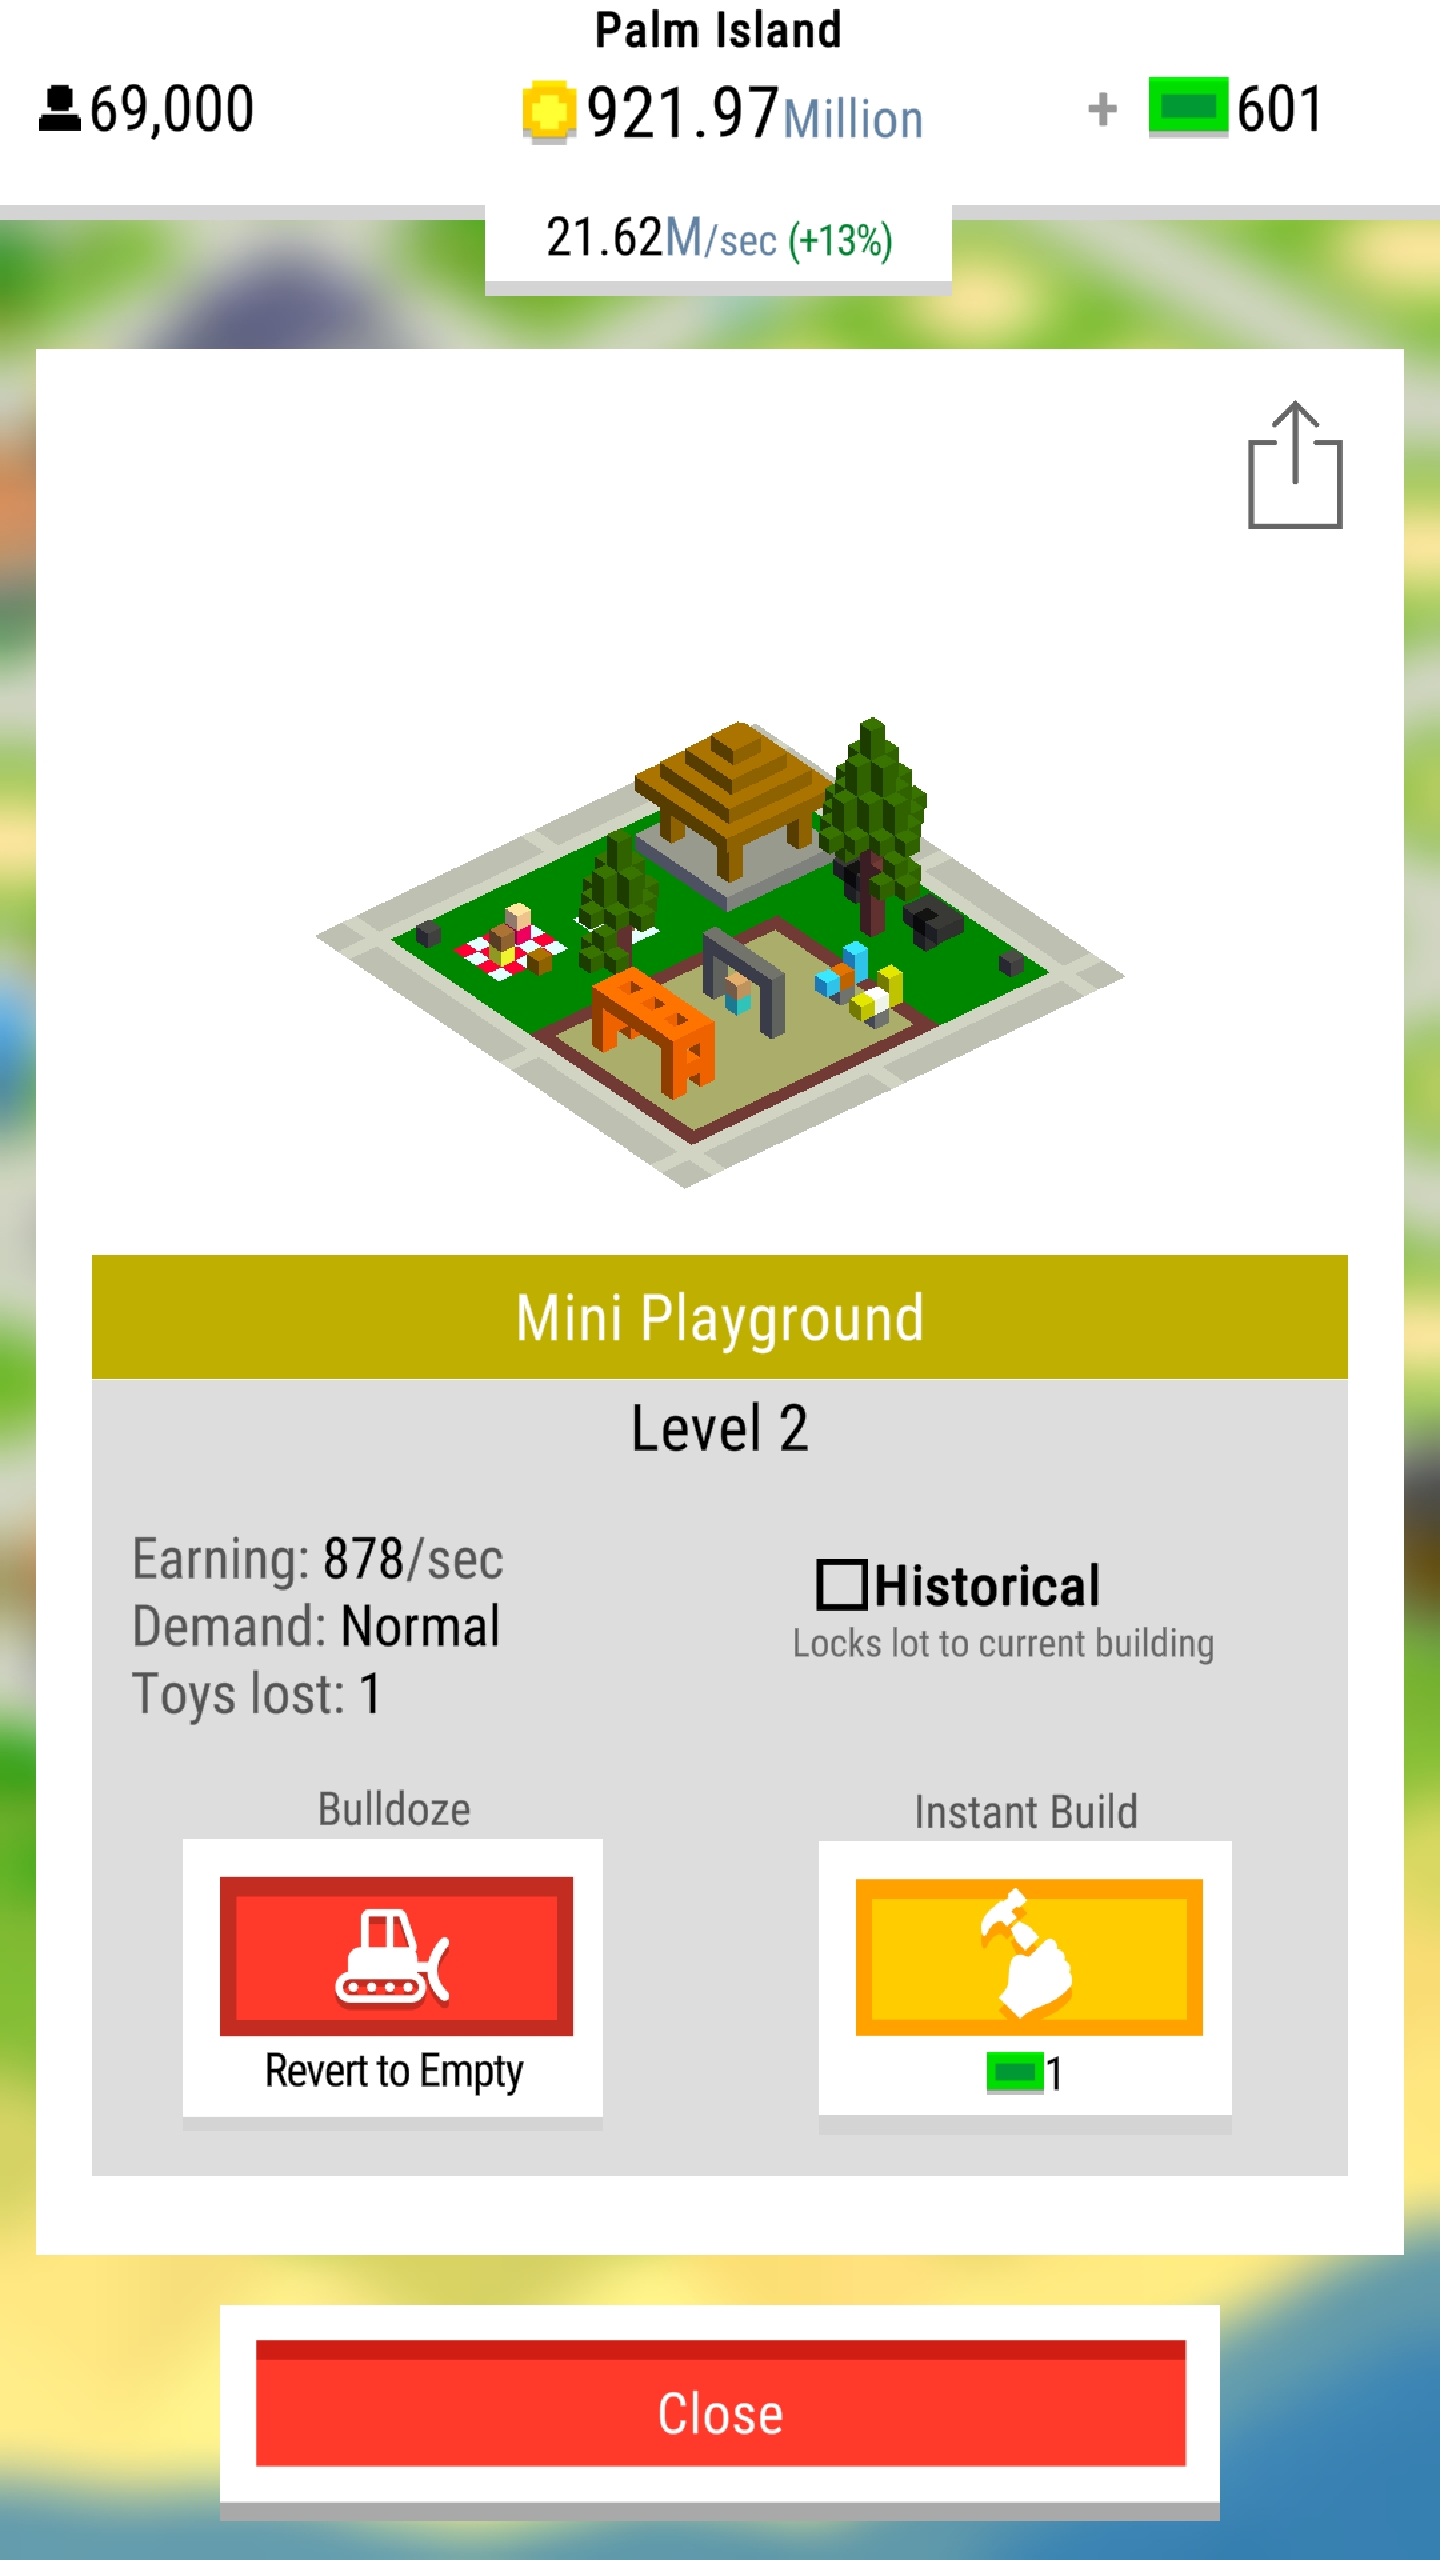 Palm Island
69,000
921.97Million
+ 601
21.62M/sec (+13%)
Mini Playground
Level 2
Earning: 878/sec
Demand: Normal
Toys lost: 1
Historical
Locks lot to current building
Bulldoze
Revert to Empty
Instant Build
1
Close